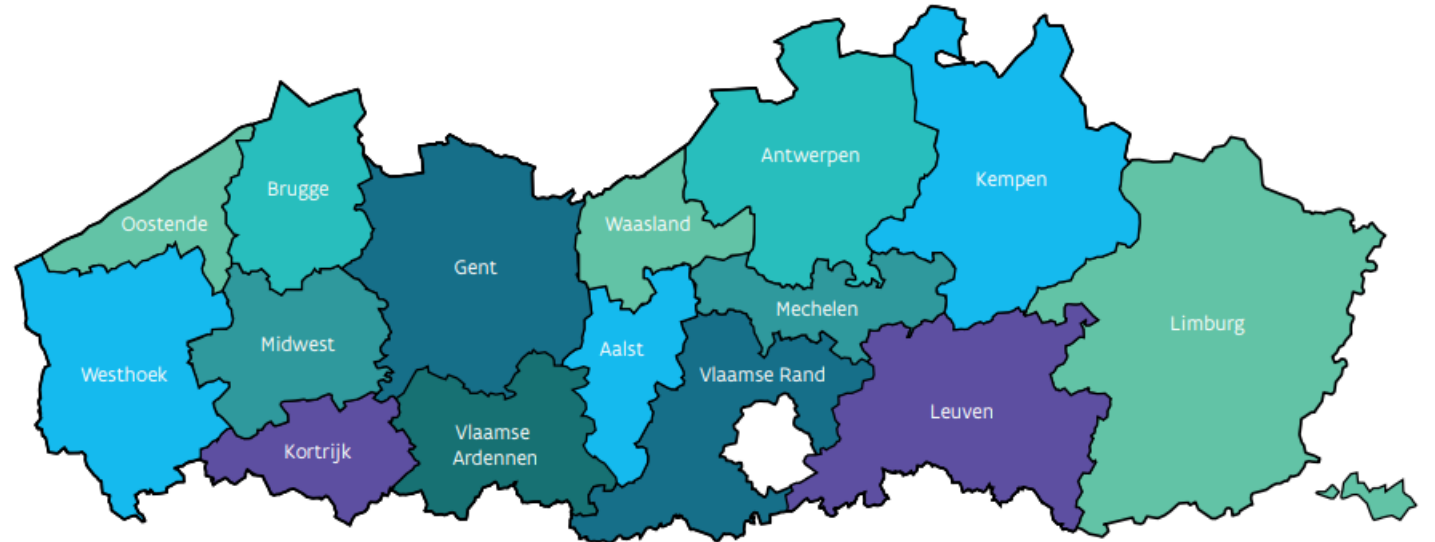 Antwerpen
Kempen
Brugge
Oostende
Waasland
Gent
Mechelen
Limburg
Midwest
Aalst
Westhoek
Vlaamse Rand
Leuven
Kortrijk
Vlaamse
Ardennen